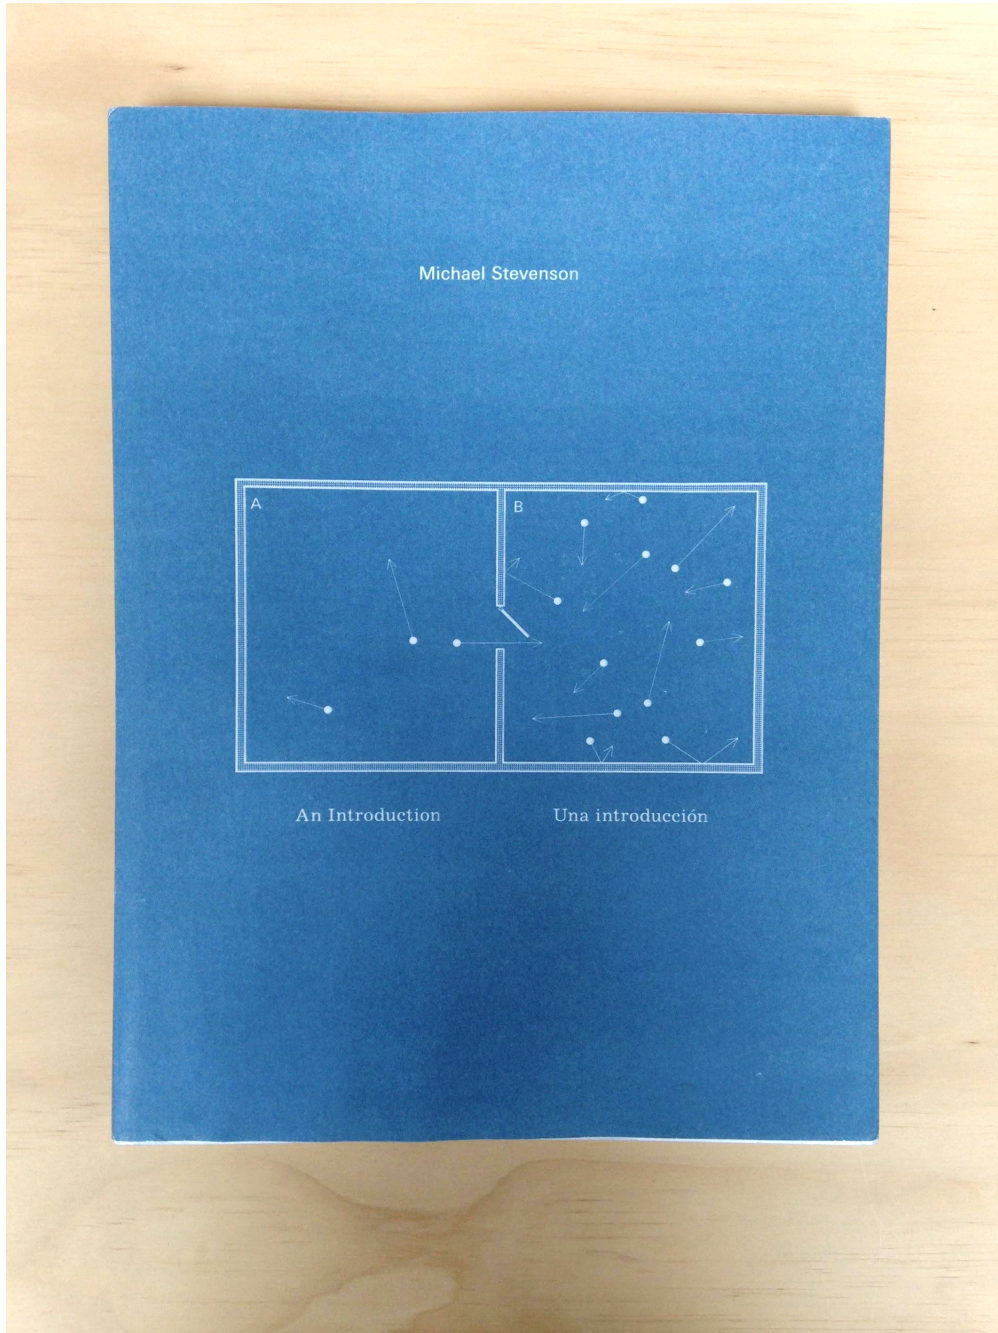 Michael Stevenson
A
B
An Introduction
Una introducción